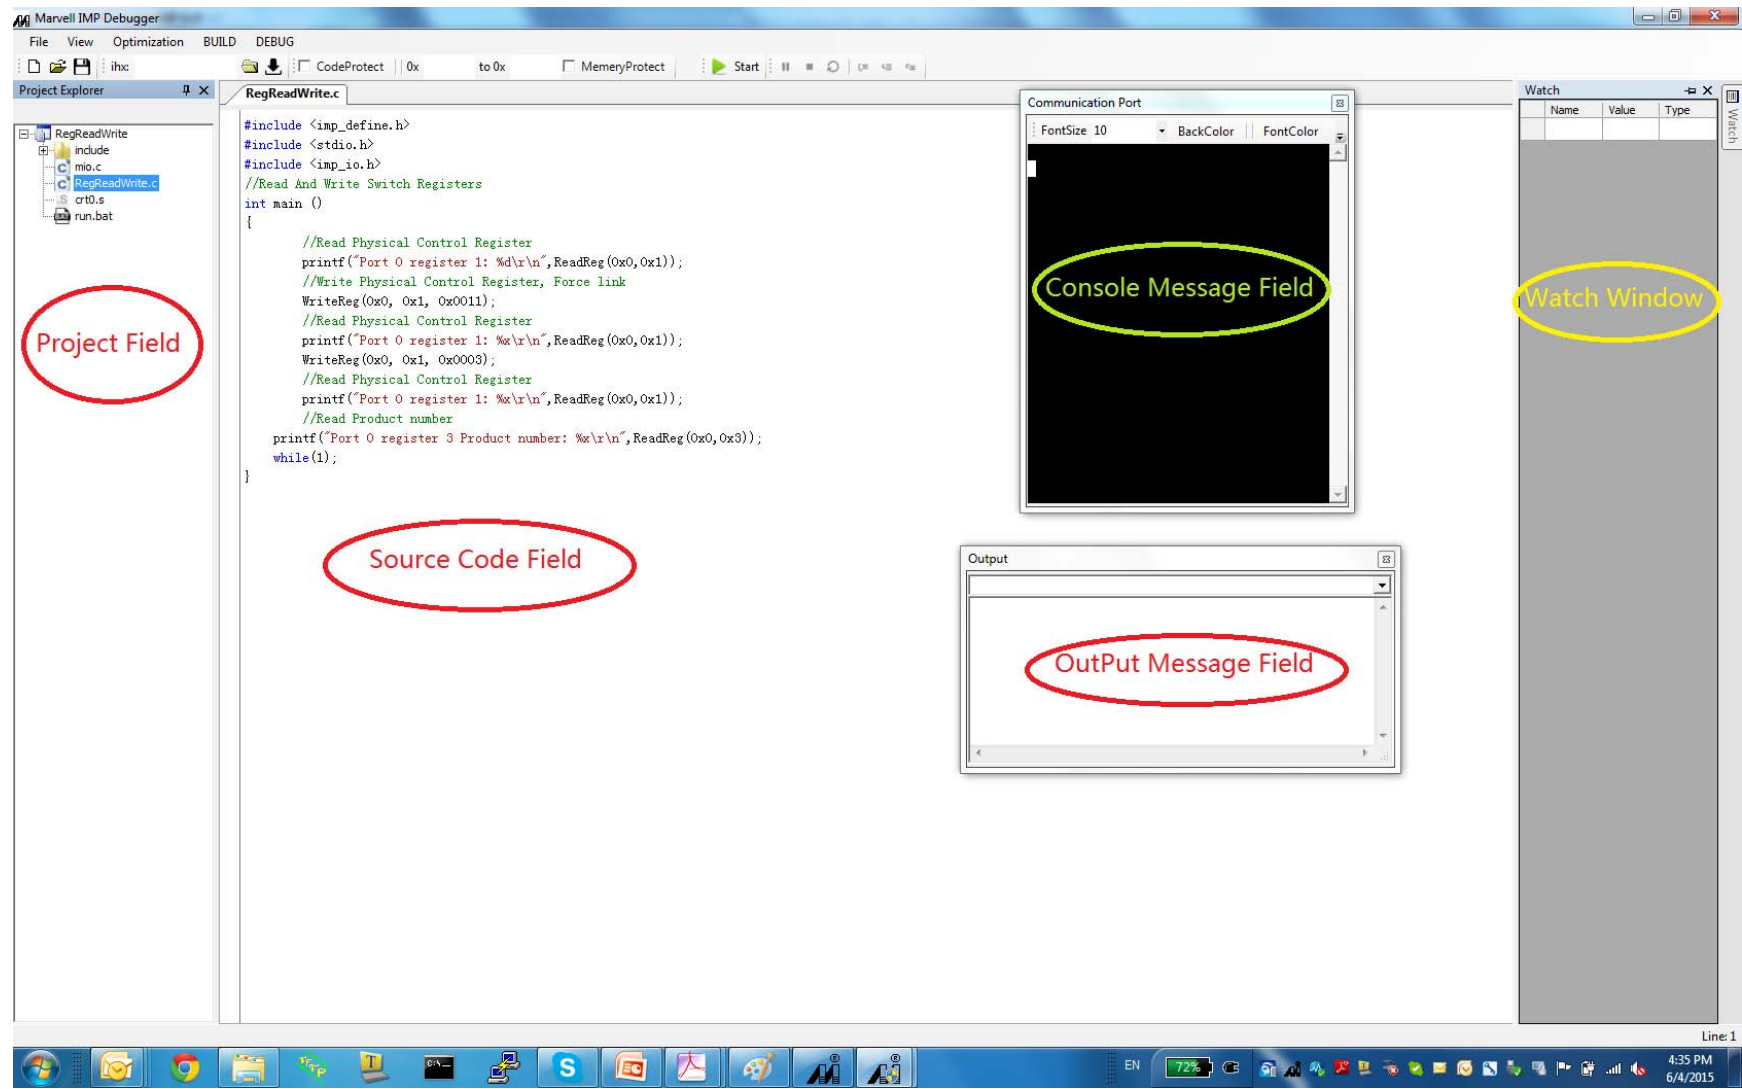 Marvell IMP Debugger
File View Optimization BUILD DEBUG
ihx: CodeProtect 0x to 0x MemeryProtect Start
Project Explorer
RegReadWrite
include
mio.c
RegReadWrite.c
crt0.s
run.bat
Project Field
RegReadWrite.c
#include <imp_define.h>
#include <stdio.h>
#include <imp_io.h>
//Read And Write Switch Registers
int main ()
{
//Read Physical Control Register
printf("Port 0 register 1: %d\r\n",ReadReg(0x0,0x1));
//Write Physical Control Register, Force link
WriteReg(0x0, 0x1, 0x0011);
//Read Physical Control Register
printf("Port 0 register 1: %x\r\n",ReadReg(0x0,0x1));
WriteReg(0x0, 0x1, 0x0003);
//Read Physical Control Register
printf("Port 0 register 1: %x\r\n",ReadReg(0x0,0x1));
//Read Product number
printf("Port 0 register 3 Product number: %x\r\n",ReadReg(0x0,0x3));
while(1);
}
Source Code Field
Communication Port
FontSize 10 BackColor FontColor
Console Message Field
Output
OutPut Message Field
Watch
Name Value Type
Watch Window
Watch
Line: 1
EN 72% 4:35 PM
6/4/2015